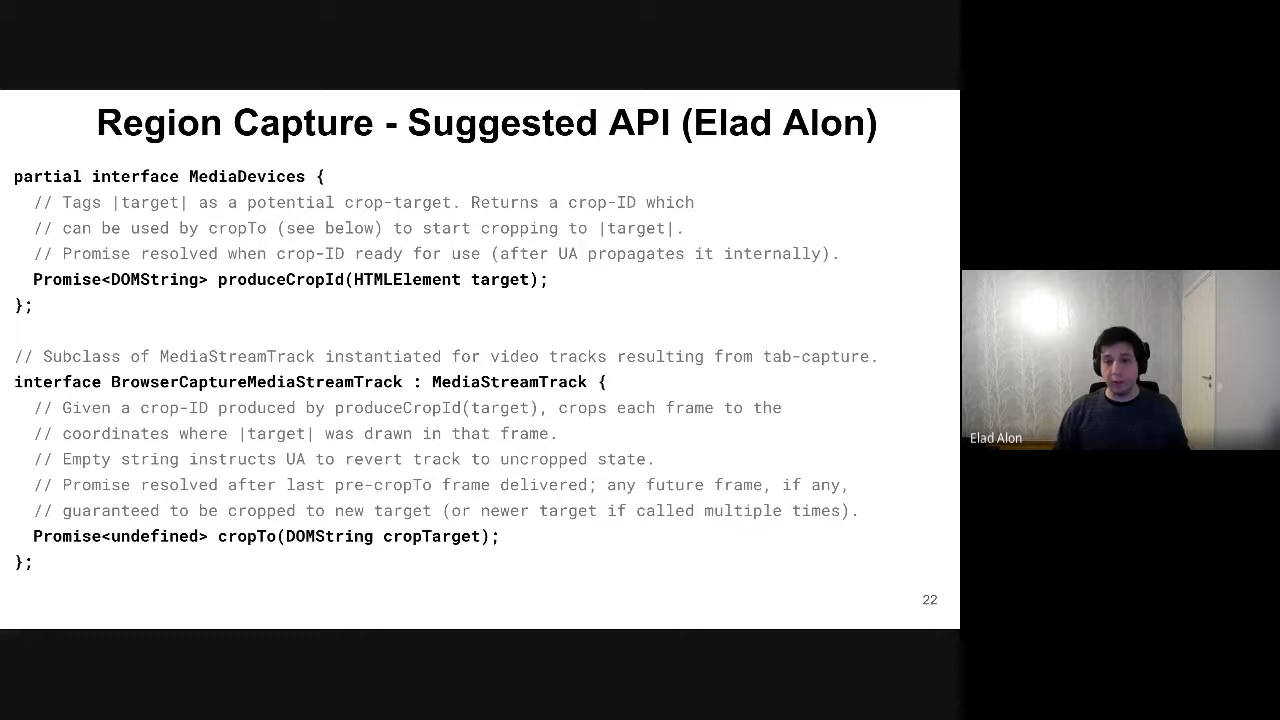 Region Capture - Suggested API (Elad Alon)
partial interface MediaDevices {
// Tags |target| as a potential crop-target. Returns a crop-ID which
// can be used by cropTo (see below) to start cropping to |target|.
// Promise resolved when crop-ID ready for use (after UA propagates it internally).
Promise<DOMString> produceCropId(HTMLElement target);
};
// Subclass of MediaStreamTrack instantiated for video tracks resulting from tab-capture.
interface BrowserCaptureMediaStreamTrack : MediaStreamTrack {
// Given a crop-ID produced by produceCropId(target), crops each frame to the
// coordinates where |target| was drawn in that frame.
// Empty string instructs UA to revert track to uncropped state.
// Promise resolved after last pre-cropTo frame delivered; any future frame, if any,
// guaranteed to be cropped to new target (or newer target if called multiple times).
Promise<undefined> cropTo(DOMString cropTarget);
};
22
Elad Alon